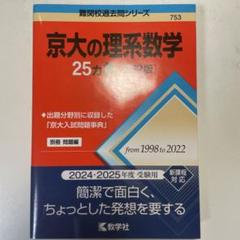 難関校過去問シリーズ
753
京大の理系数学
25カ
版］
◆出題分野別に収録した
「京大入試問題事典」
別冊 問題編
from 1998 to 2022
2024・2025年度 受験用
新課程
対応
簡潔で面白く、
ちょっとした発想を要する
教学社